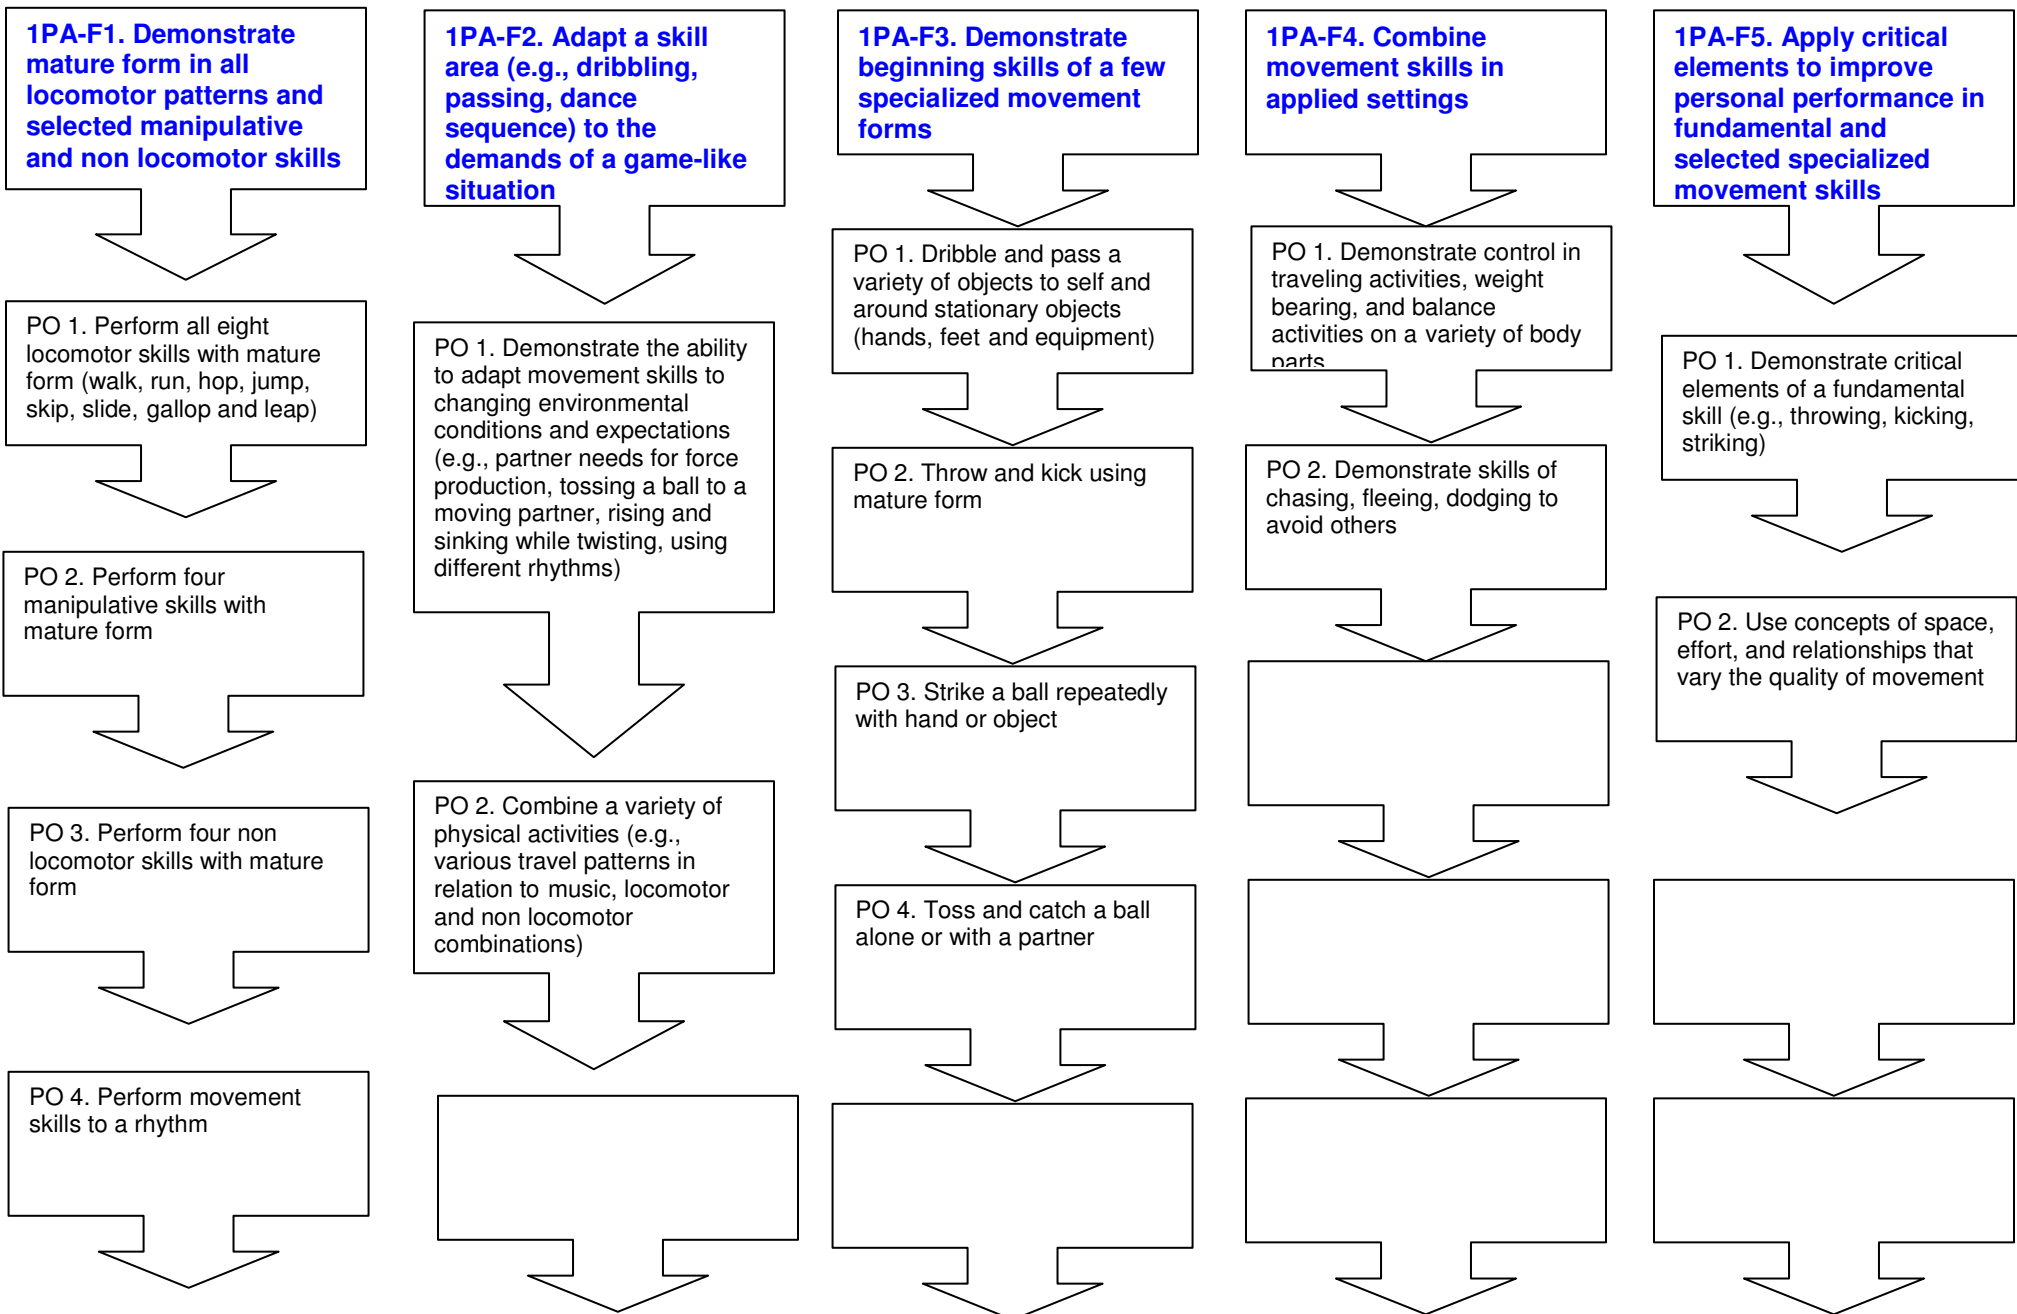 1PA-F1. Demonstrate
mature form in all
locomotor patterns and
selected manipulative
and non locomotor skills
PO 1. Perform all eight
locomotor skills with mature
form (walk, run, hop, jump,
skip, slide, gallop and leap)
PO 2. Perform four
manipulative skills with
mature form
PO 3. Perform four non
locomotor skills with mature
form
PO 4. Perform movement
skills to a rhythm
1PA-F2. Adapt a skill
area (e.g., dribbling,
passing, dance
sequence) to the
demands of a game-like
situation
PO 1. Demonstrate the ability
to adapt movement skills to
changing environmental
conditions and expectations
(e.g., partner needs for force
production, tossing a ball to a
moving partner, rising and
sinking while twisting, using
different rhythms)
PO 2. Combine a variety of
physical activities (e.g.,
various travel patterns in
relation to music, locomotor
and non locomotor
combinations)
1PA-F3. Demonstrate
beginning skills of a few
specialized movement
forms
PO 1. Dribble and pass a
variety of objects to self and
around stationary objects
(hands, feet and equipment)
PO 2. Throw and kick using
mature form
PO 3. Strike a ball repeatedly
with hand or object
PO 4. Toss and catch a ball
alone or with a partner
1PA-F4. Combine
movement skills in
applied settings
PO 1. Demonstrate control in
traveling activities, weight
bearing, and balance
activities on a variety of body
parts
PO 2. Demonstrate skills of
chasing, fleeing, dodging to
avoid others
1PA-F5. Apply critical
elements to improve
personal performance in
fundamental and
selected specialized
movement skills
PO 1. Demonstrate critical
elements of a fundamental
skill (e.g., throwing, kicking,
striking)
PO 2. Use concepts of space,
effort, and relationships that
vary the quality of movement